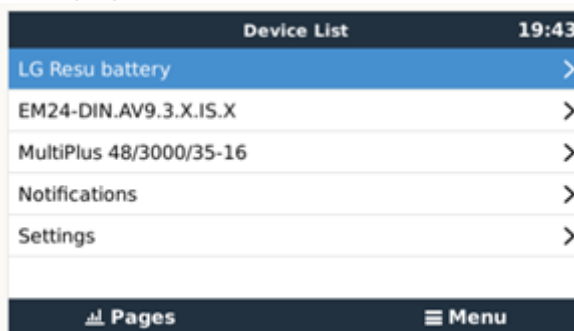 Device List 19:43
LG Resu battery
EM24-DIN.AV9.3.X.IS.X
MultiPlus 48/3000/35-16
Notifications
Settings
Pages Menu